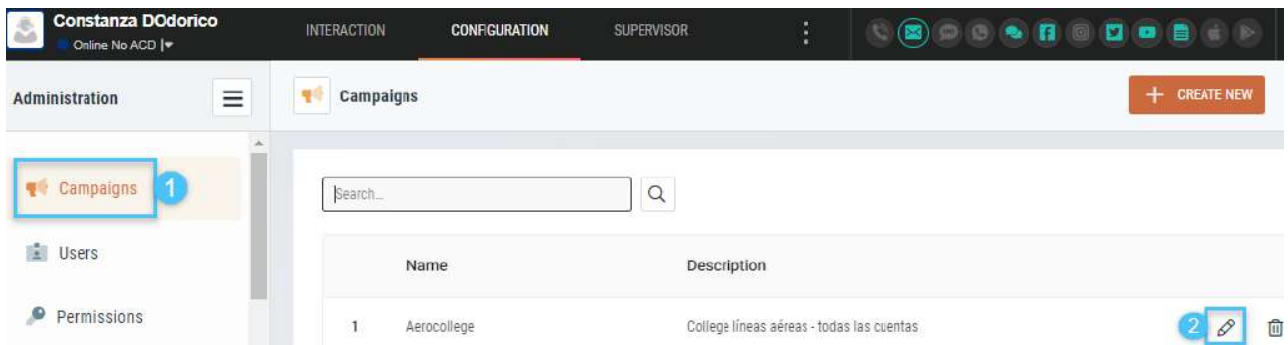 Constanza DOdorico
Online No ACD
INTERACTION
CONFIGURATION
SUPERVISOR
Administration
Campaigns
+ CREATE NEW
Campaigns 1
Search...
Users
Name
Description
Permissions
1 Aerocollege College líneas aéreas - todas las cuentas 2